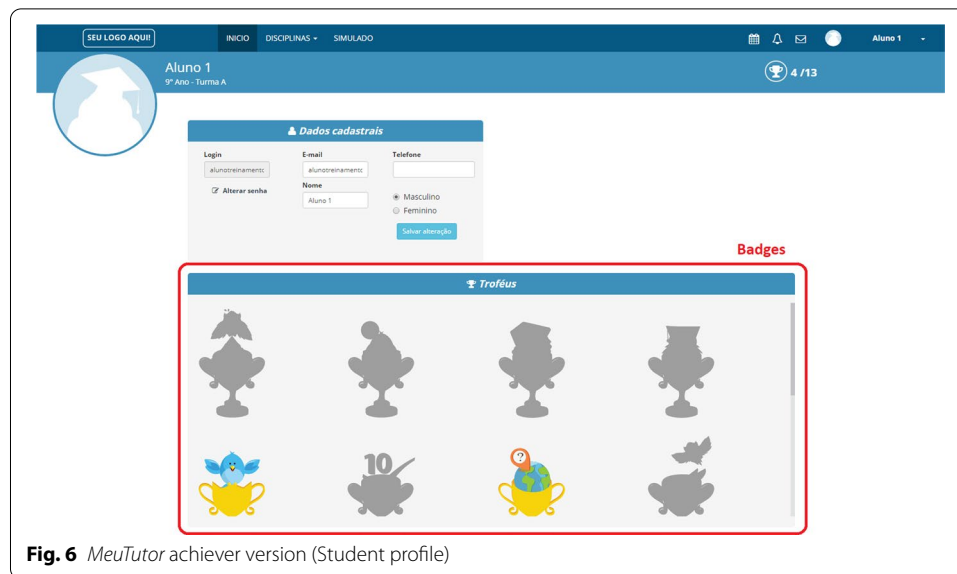 SEU LOGO AQUI!
INICIO DISCIPLINAS SIMULADO
Aluno 1
Aluno 1
9º Ano - Turma A
4 /13
Dados cadastrais
Login E-mail Telefone
alunotreinamentc alunotreinamentc
Alterar senha Nome
Aluno 1
Masculino
Feminino
Salvar alteração
Badges
Troféus
10
?
Fig. 6 MeuTutor achiever version (Student profile)